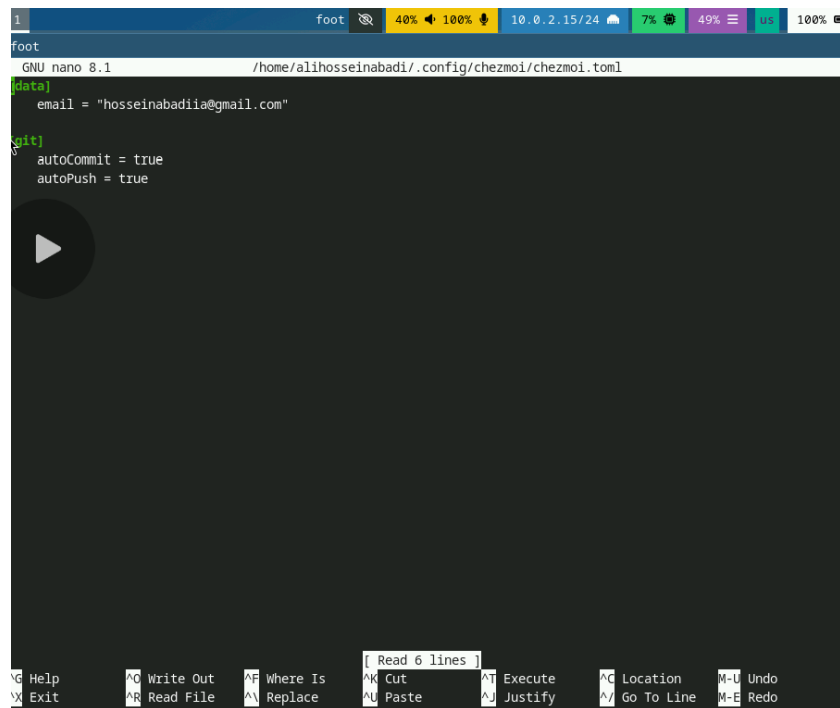 1 foot 40% 100% 10.0.2.15/24 7% 49% us 100%
foot
GNU nano 8.1 /home/alihosseinabadi/.config/chezmoi/chezmoi.toml
[data]
email = "hosseinabadiia@gmail.com"
[git]
autoCommit = true
autoPush = true
[ Read 6 lines ]
^G Help ^O Write Out ^F Where Is ^K Cut ^T Execute ^C Location M-U Undo
^X Exit ^R Read File ^\ Replace ^U Paste ^J Justify ^/ Go To Line M-E Redo